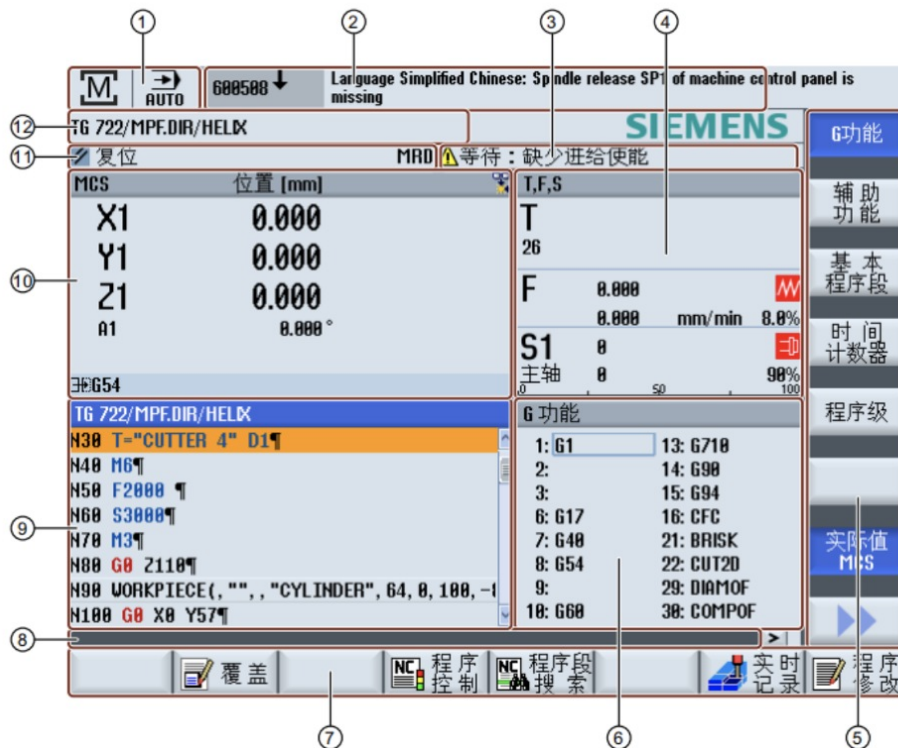 ① ② ③ ④
M AUTO 600508 Language Simplified Chinese: Spindle release SP1 of machine control panel is
missing
⑫ TG 722/MPF.DIR/HELIX SIEMENS
⑪ 复位 MRD 等待：缺少进给使能
G功能
MCS 位置 [mm]
X1 0.000
Y1 0.000
Z1 0.000
A1 0.000°
G54
⑩
T,F,S
T
26
F 0.000
0.000 mm/min 8.0%
S1 0
主轴 0 90%
0 50 100
辅助
功能
基本
程序段
时间
计数器
程序级
实际值
MCS
TG 722/MPF.DIR/HELIX
N30 T="CUTTER 4" D1¶
N40 M6¶
N50 F2000 ¶
N60 S3000¶
N70 M3¶
N80 G0 Z110¶
N90 WORKPIECE(,"",,"CYLINDER",64,0,100,-
N100 G0 X0 Y57¶
⑨
G 功能
1: G1 13: G710
2: 14: G90
3: 15: G94
6: G17 16: CFC
7: G40 21: BRISK
8: G54 22: CUT2D
9: 29: DIAMOF
10: G60 30: COMPOF
⑧ >
覆盖
NC 程序
控制
NC 程序段
搜索
实时
记录
程序
修改
⑦ ⑥ ⑤